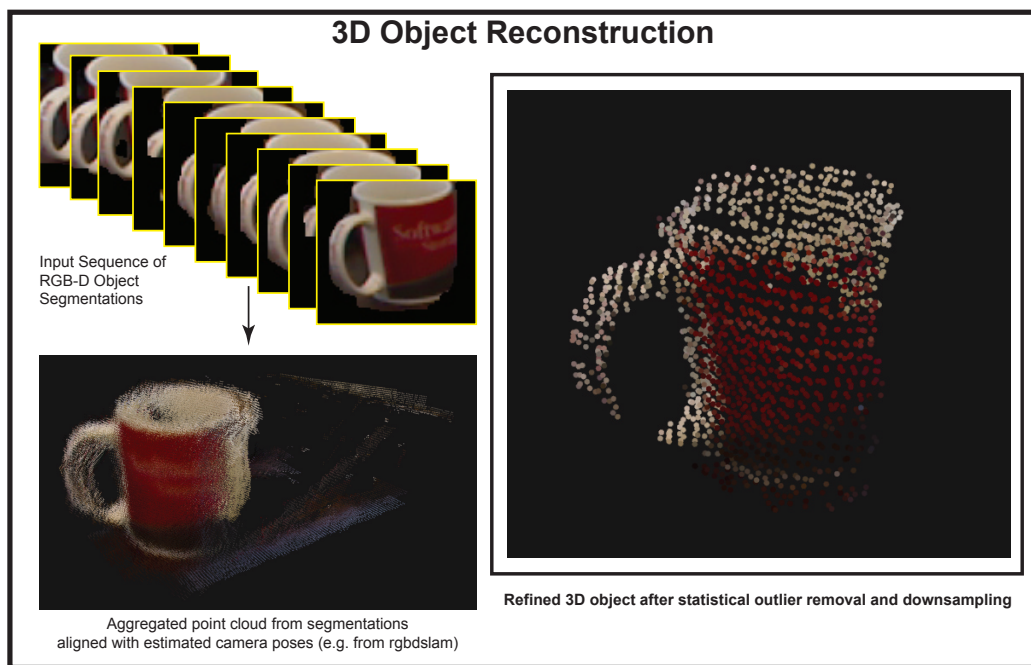 3D Object Reconstruction
Software
Input Sequence of
RGB-D Object
Segmentations
Aggregated point cloud from segmentations
aligned with estimated camera poses (e.g. from rgbdslam)
Refined 3D object after statistical outlier removal and downsampling